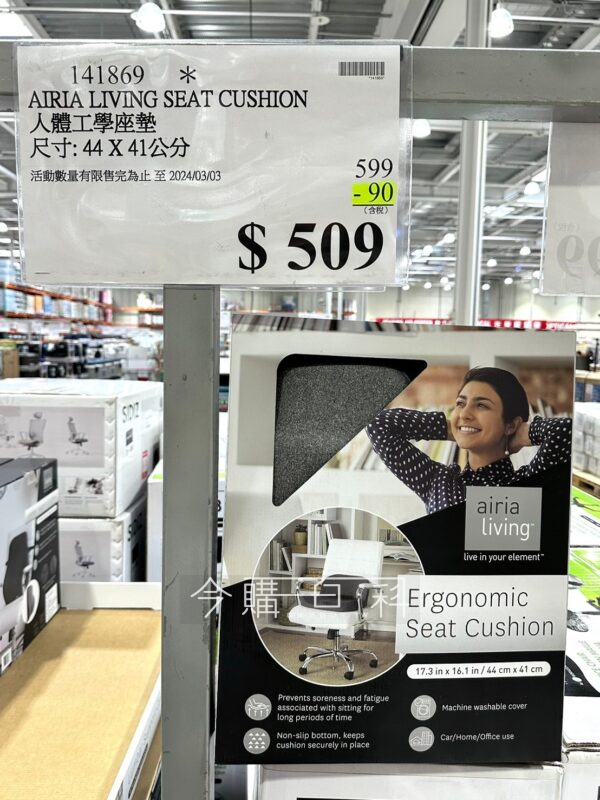 141869 *
*141869*
AIRIA LIVING SEAT CUSHION
人體工學座墊
尺寸: 44 X 41公分
活動數量有限售完為止 至 2024/03/03
599
- 90
(含稅)
$ 509
airia
living™
live in your element™
今購百科
Ergonomic
Seat Cushion
17.3 in x 16.1 in / 44 cm x 41 cm
Prevents soreness and fatigue
associated with sitting for
long periods of time
Machine washable cover
Non-slip bottom, keeps
cushion securely in place
Car/Home/Office use